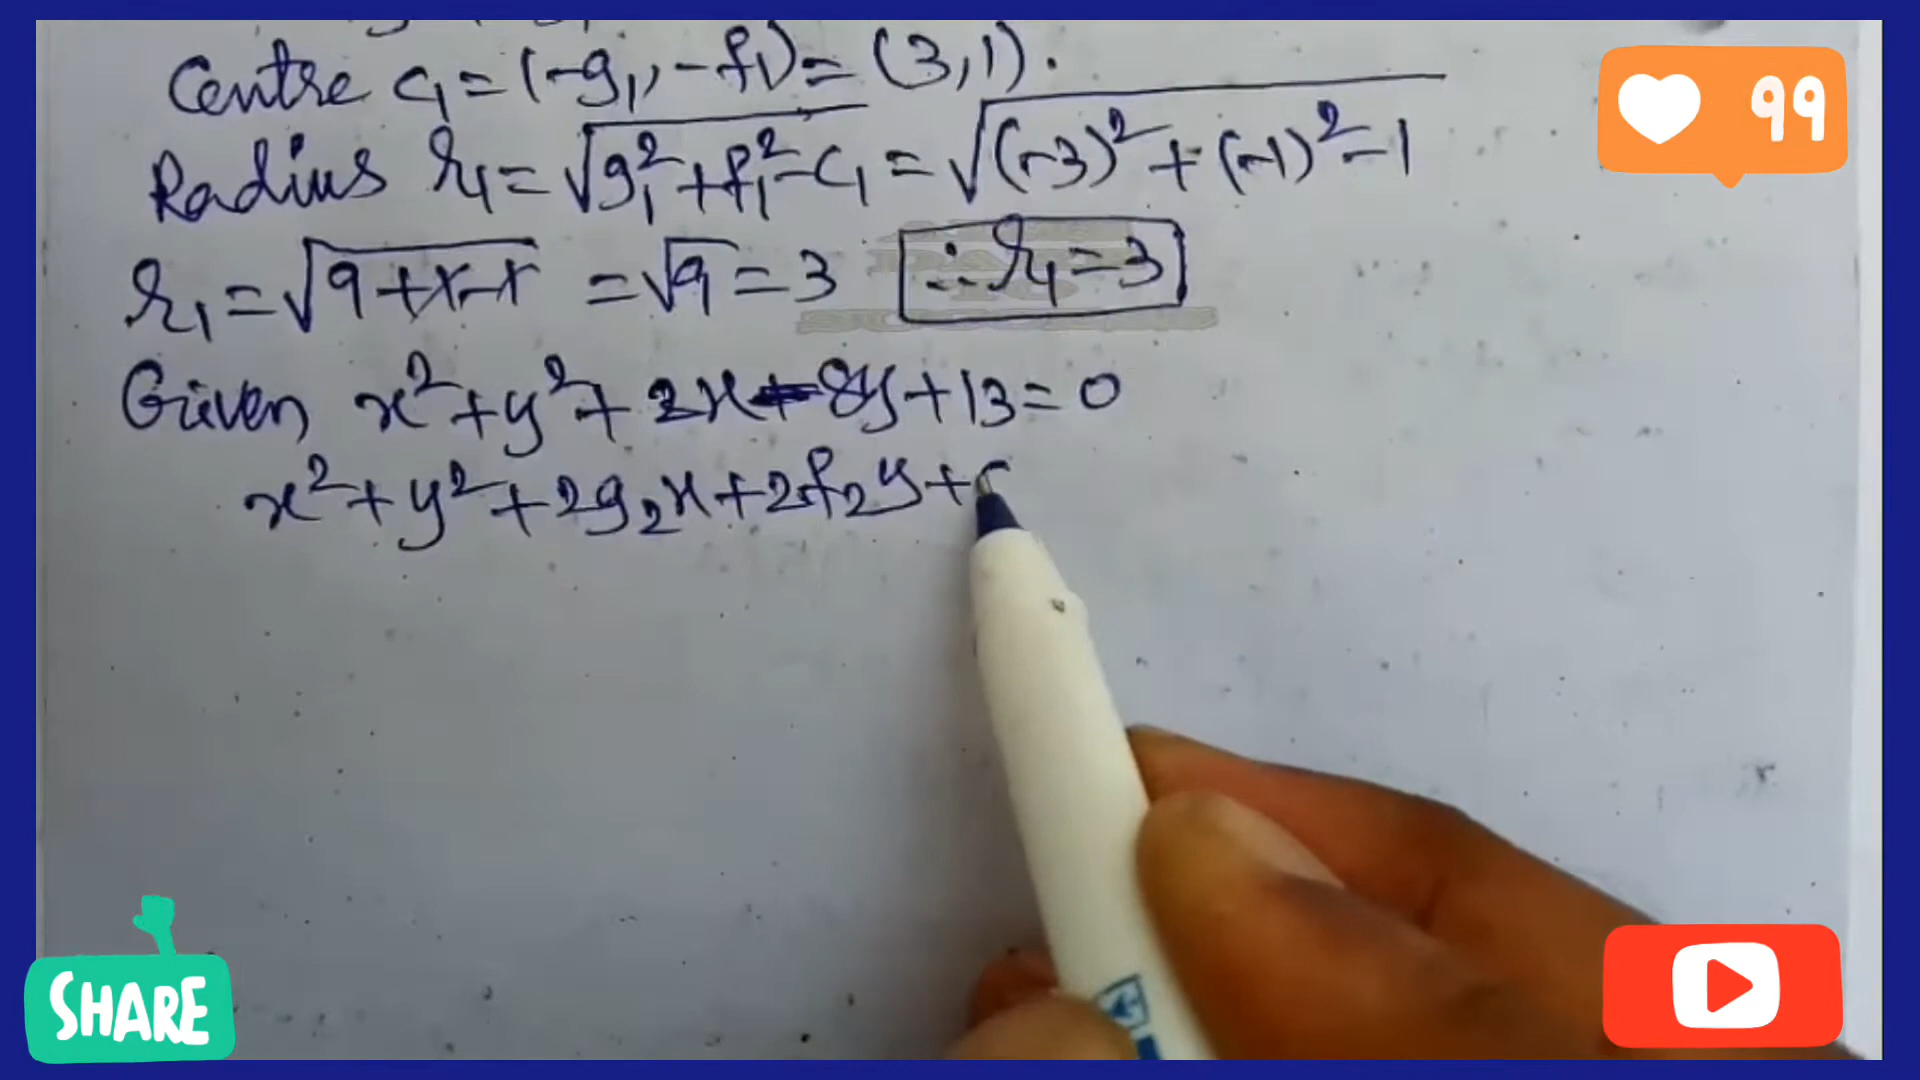 Centre C₁ = (-g₁, -f₁) = (3,1).
Radius r₁ = √(g₁² + f₁² - C₁) = √((-3)² + (-1)² - 1)
r₁ = √(9 + 1 - 1) = √9 = 3 ∴ r₁ = 3
Given x² + y² + 2x - 8y + 13 = 0
x² + y² + 2g₂x + 2f₂y +
99
SHARE